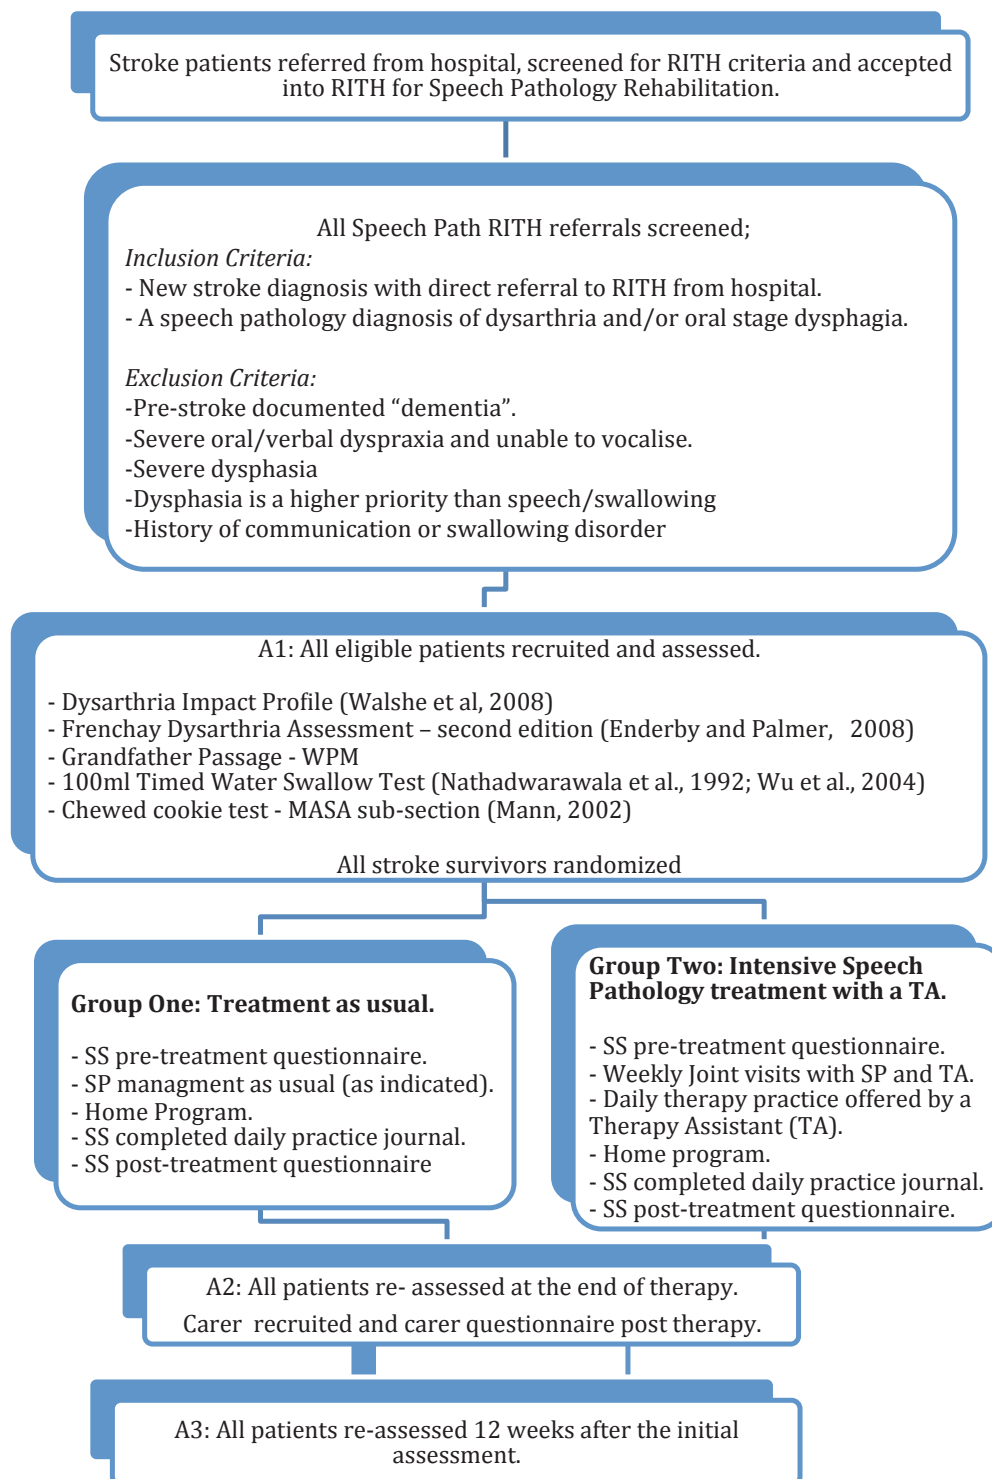 Stroke patients referred from hospital, screened for RITH criteria and accepted
into RITH for Speech Pathology Rehabilitation.
All Speech Path RITH referrals screened;
Inclusion Criteria:
- New stroke diagnosis with direct referral to RITH from hospital.
- A speech pathology diagnosis of dysarthria and/or oral stage dysphagia.
Exclusion Criteria:
-Pre-stroke documented “dementia”.
-Severe oral/verbal dyspraxia and unable to vocalise.
-Severe dysphasia
-Dysphasia is a higher priority than speech/swallowing
-History of communication or swallowing disorder
A1: All eligible patients recruited and assessed.
- Dysarthria Impact Profile (Walshe et al, 2008)
- Frenchay Dysarthria Assessment – second edition (Enderby and Palmer, 2008)
- Grandfather Passage - WPM
- 100ml Timed Water Swallow Test (Nathadwarawala et al., 1992; Wu et al., 2004)
- Chewed cookie test - MASA sub-section (Mann, 2002)
All stroke survivors randomized
Group One: Treatment as usual.
- SS pre-treatment questionnaire.
- SP managment as usual (as indicated).
- Home Program.
- SS completed daily practice journal.
- SS post-treatment questionnaire
Group Two: Intensive Speech
Pathology treatment with a TA.
- SS pre-treatment questionnaire.
- Weekly Joint visits with SP and TA.
- Daily therapy practice offered by a
Therapy Assistant (TA).
- Home program.
- SS completed daily practice journal.
- SS post-treatment questionnaire.
A2: All patients re- assessed at the end of therapy.
Carer recruited and carer questionnaire post therapy.
A3: All patients re-assessed 12 weeks after the initial
assessment.